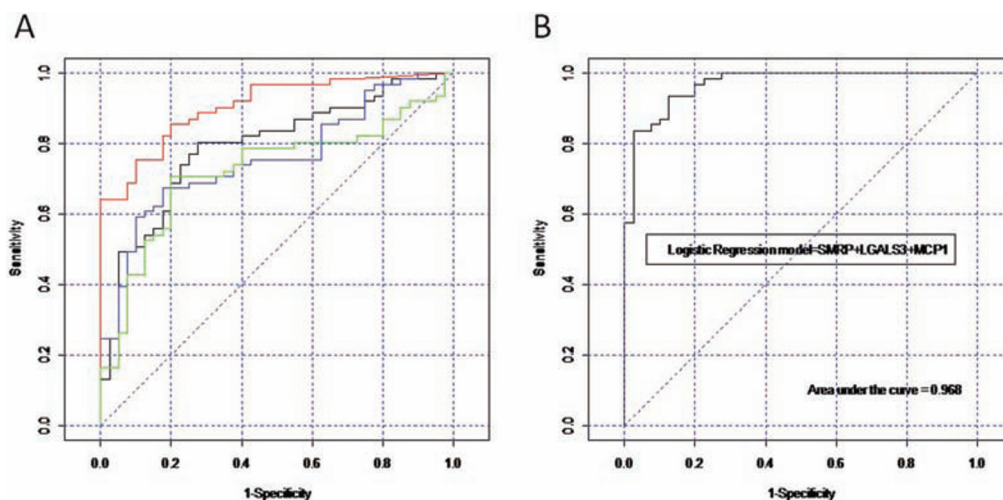 A
1.0
0.8
0.6
0.4
0.2
0.0
Sensitivity
0.0 0.2 0.4 0.6 0.8 1.0
1-Specificity
B
1.0
0.8
0.6
0.4
0.2
0.0
Sensitivity
Logistic Regression model=SMRP+LGALS3+MCP1
Area under the curve = 0.968
0.0 0.2 0.4 0.6 0.8 1.0
1-Specificity